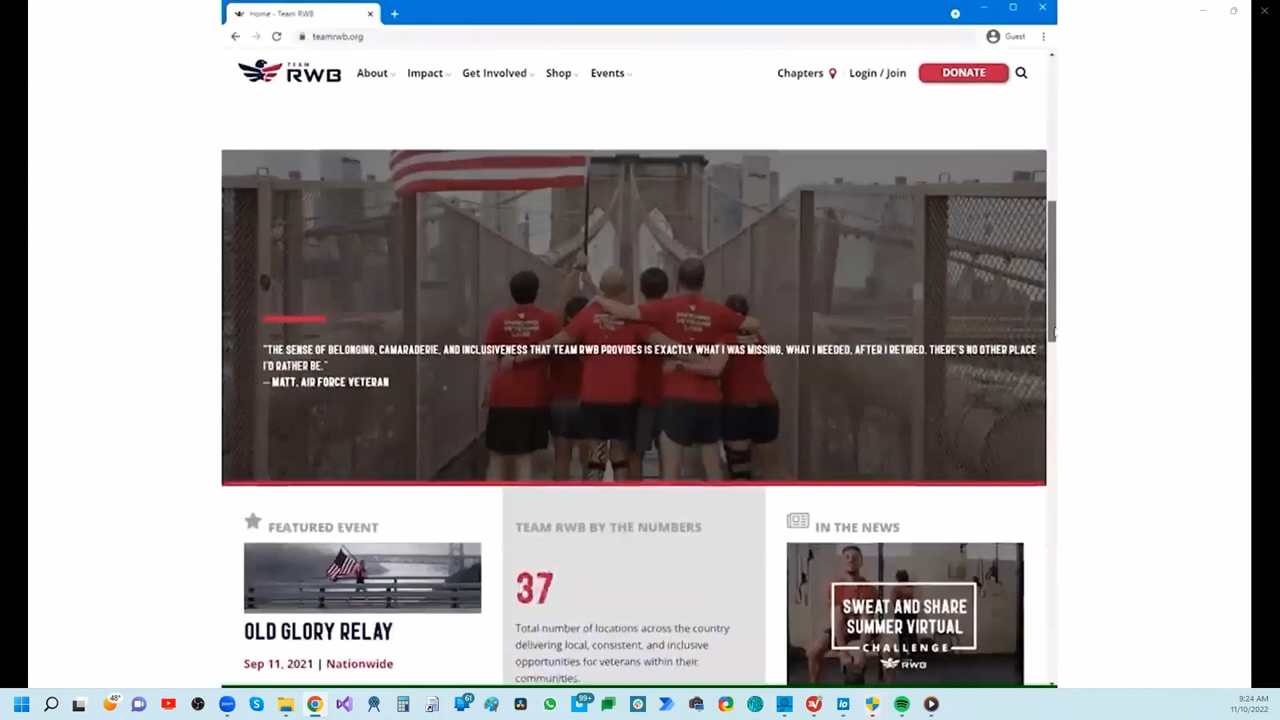 Home - Team RWB
teamrwb.org
Guest
TEAM
RWB
About
Impact
Get Involved
Shop
Events
Chapters
Login / Join
DONATE
"THE SENSE OF BELONGING, CAMARADERIE, AND INCLUSIVENESS THAT TEAM RWB PROVIDES IS EXACTLY WHAT I WAS MISSING, WHAT I NEEDED, AFTER I RETIRED. THERE'S NO OTHER PLACE
I'D RATHER BE."
– MATT, AIR FORCE VETERAN
FEATURED EVENT
OLD GLORY RELAY
Sep 11, 2021 | Nationwide
TEAM RWB BY THE NUMBERS
37
Total number of locations across the country
delivering local, consistent, and inclusive
opportunities for veterans within their
communities.
IN THE NEWS
SWEAT AND SHARE
SUMMER VIRTUAL
CHALLENGE
RWB
48°
61
99+
9:24 AM
11/10/2022